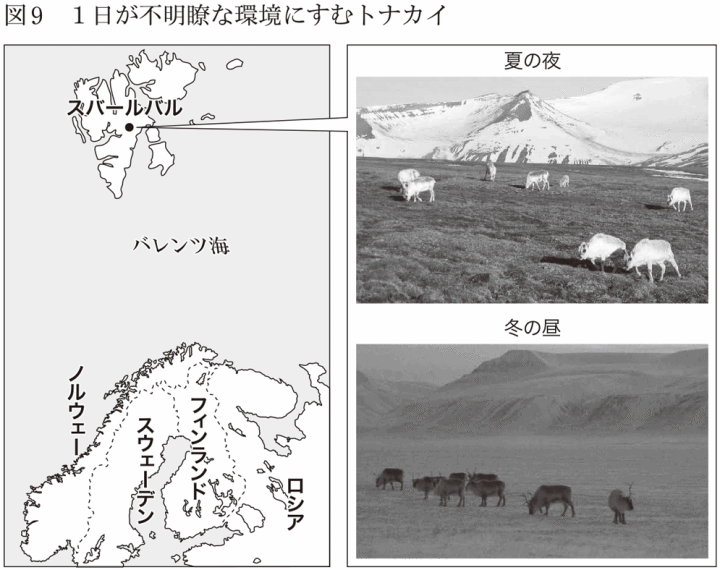 図9 1日が不明瞭な環境にすむトナカイ
スバールバル
バレンツ海
ノルウェー
スウェーデン
フィンランド
ロシア
夏の夜
冬の昼